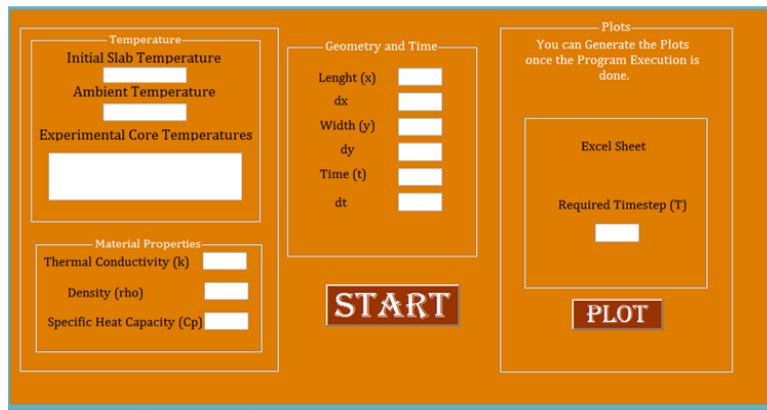 Temperature
Initial Slab Temperature
Ambient Temperature
Experimental Core Temperatures
Material Properties
Thermal Conductivity (k)
Density (rho)
Specific Heat Capacity (Cp)
Geometry and Time
Lenght (x)
dx
Width (y)
dy
Time (t)
dt
START
Plots
You can Generate the Plots
once the Program Execution is
done.
Excel Sheet
Required Timestep (T)
PLOT